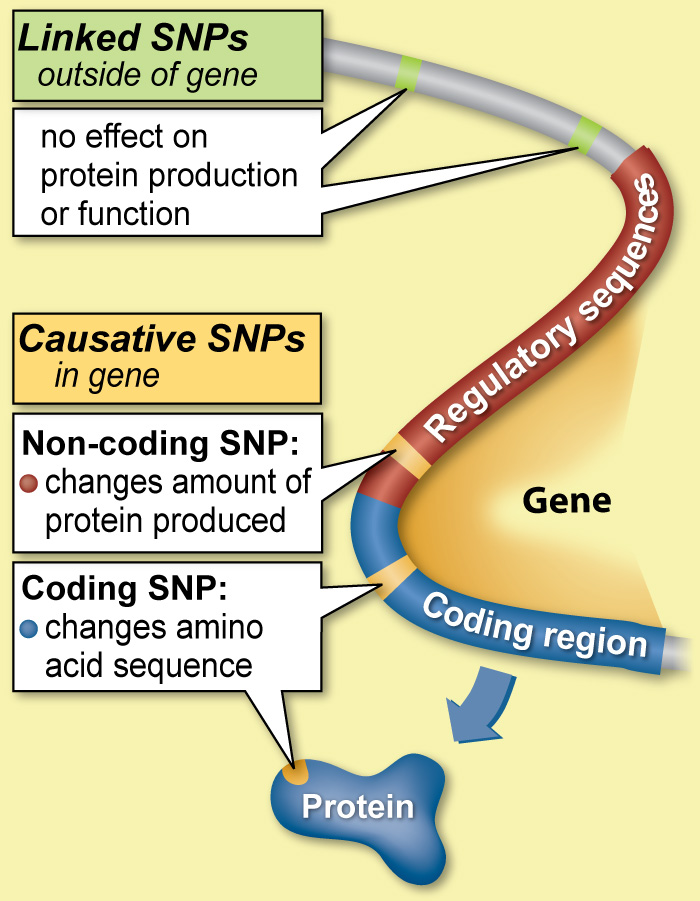 Linked SNPs
outside of gene
no effect on
protein production
or function
Regulatory sequences
Causative SNPs
in gene
Non-coding SNP:
changes amount of
protein produced
Gene
Coding SNP:
changes amino
acid sequence
Coding region
Protein